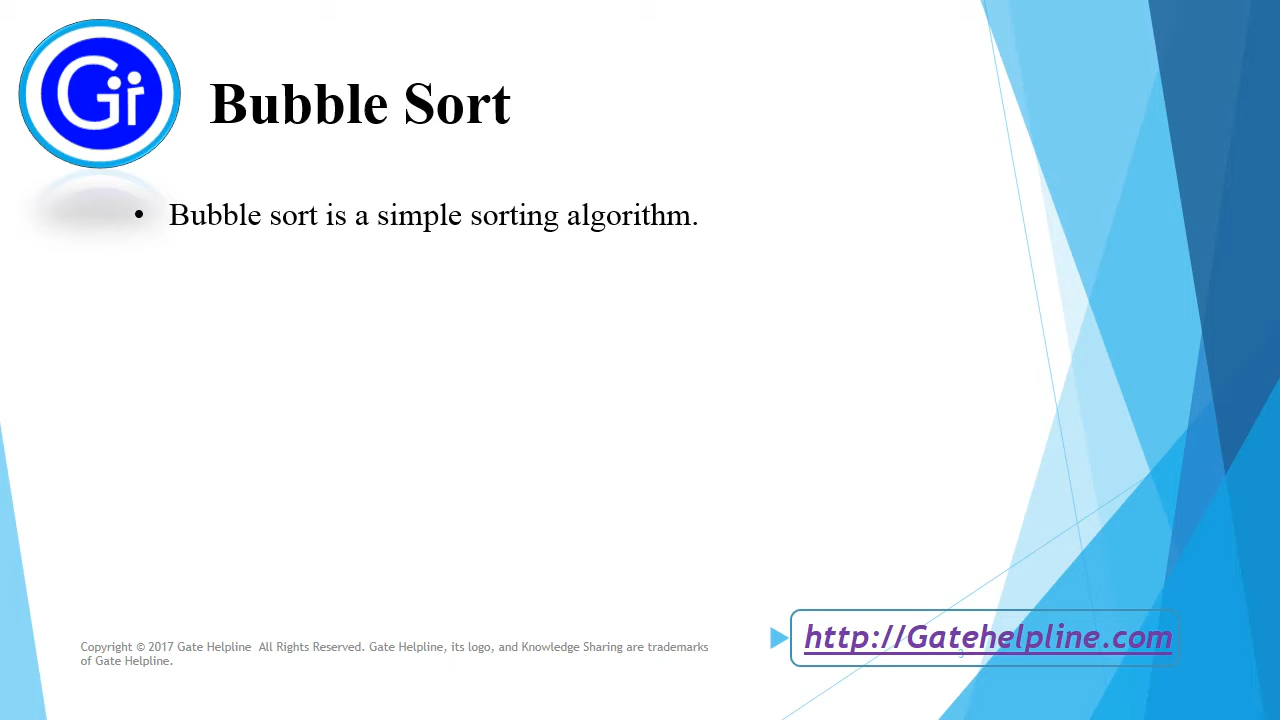 Bubble Sort
• Bubble sort is a simple sorting algorithm.
Copyright © 2017 Gate Helpline All Rights Reserved. Gate Helpline, its logo, and Knowledge Sharing are trademarks
of Gate Helpline.
http://Gatehelpline.com
3